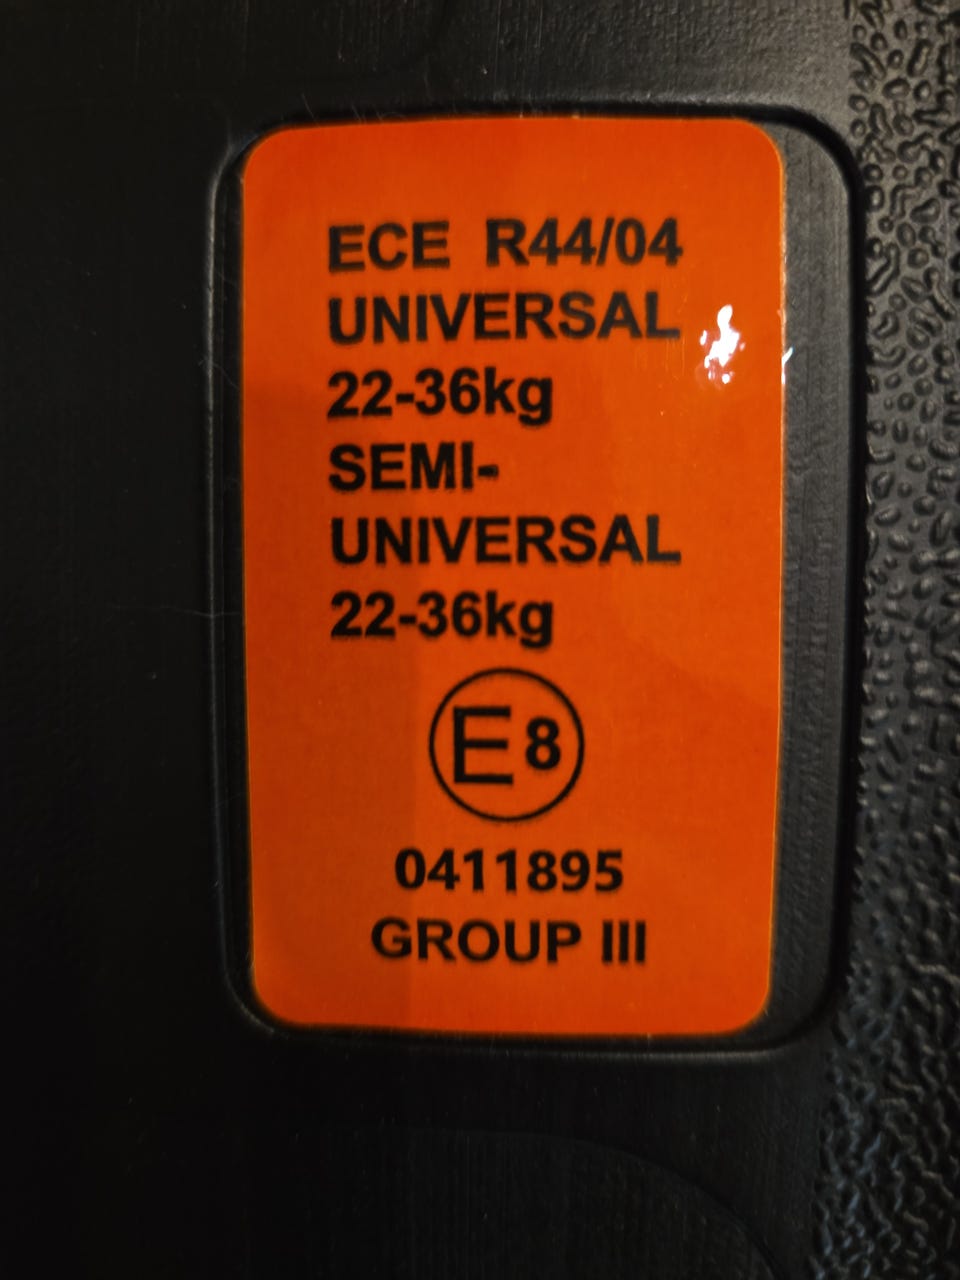 ECE R44/04
UNIVERSAL
22-36kg
SEMI-
UNIVERSAL
22-36kg
E8
0411895
GROUP III